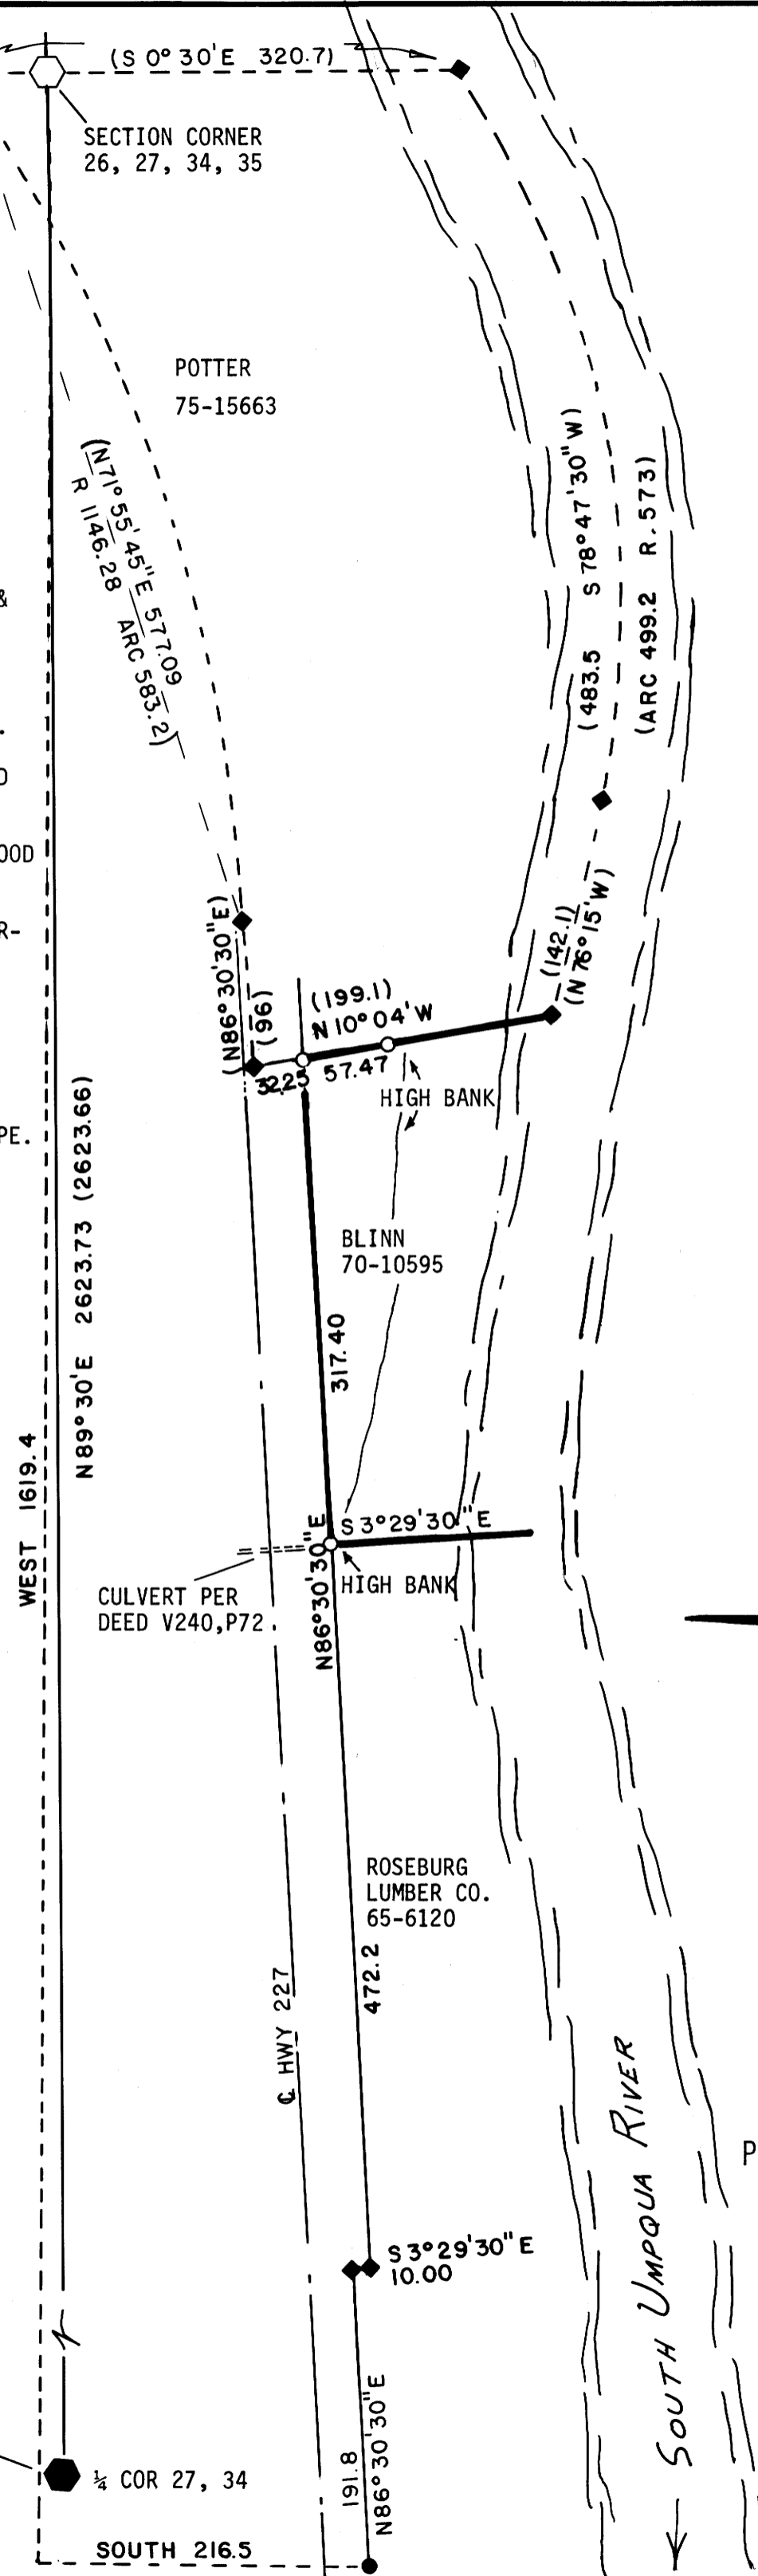 (S 0°30'E 320.7)
SECTION CORNER
26, 27, 34, 35
POTTER
75-15663
(N71°55'45"E 577.09
R 1146.28 ARC 583.2)
(483.5 S 78°47'30"W)
(ARC 499.2 R.573)
&
.
OOD
R-
PE.
(N86°30'30"E)
(96)
(199.1)
N 10°04'W
(142.1)
(N 76°15'W)
32.25
57.47
HIGH BANK
N89°30'E 2623.73 (2623.66)
BLINN
70-10595
317.40
WEST 1619.4
S 3°29'30"E
N86°30'30"E
HIGH BANK
CULVERT PER
DEED V240,P72
ROSEBURG
LUMBER CO.
65-6120
472.2
℄ HWY 227
SOUTH UMPQUA RIVER
P
S 3°29'30"E
10.00
191.8
N86°30'30"E
¼ COR 27, 34
SOUTH 216.5